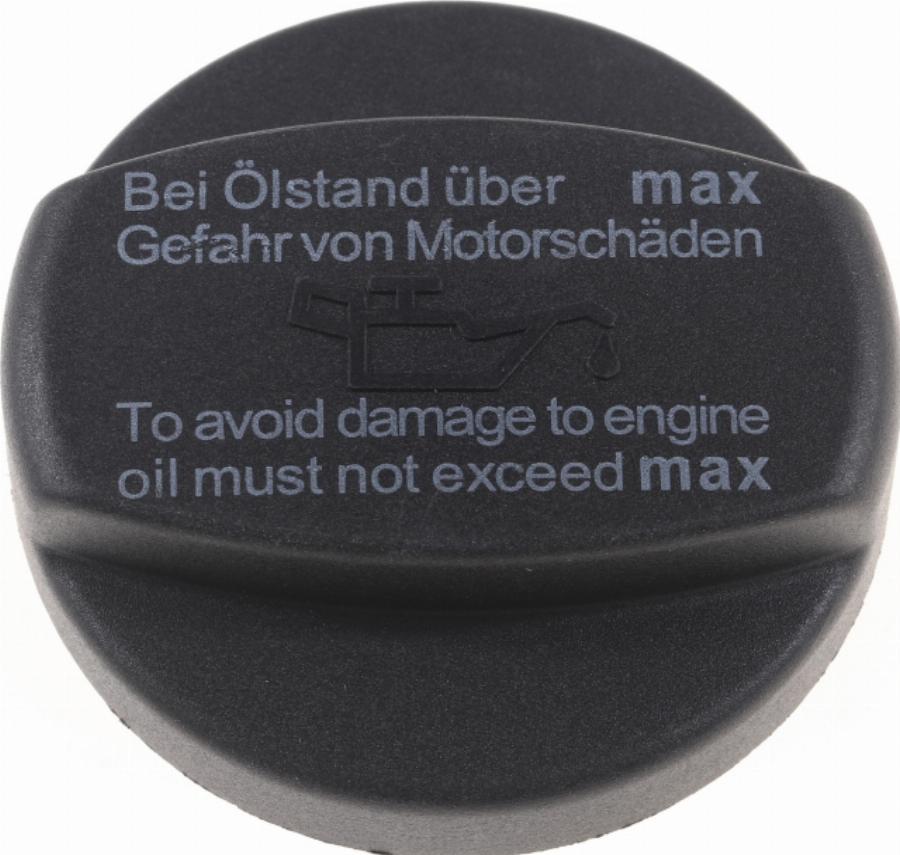 Bei Ölstand über max
Gefahr von Motorschäden
To avoid damage to engine
oil must not exceed max